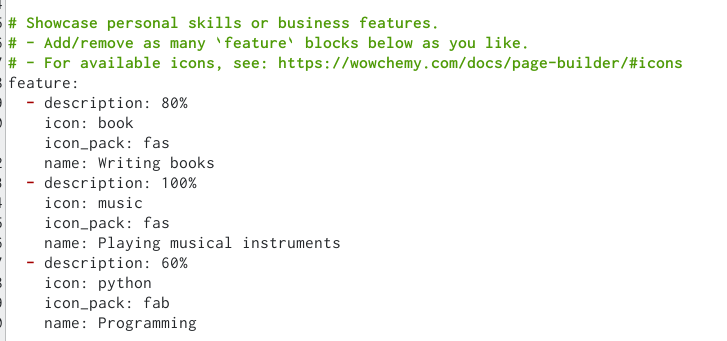 # Showcase personal skills or business features.
# - Add/remove as many `feature` blocks below as you like.
# - For available icons, see: https://wowchemy.com/docs/page-builder/#icons
feature:
  - description: 80%
    icon: book
    icon_pack: fas
    name: Writing books
  - description: 100%
    icon: music
    icon_pack: fas
    name: Playing musical instruments
  - description: 60%
    icon: python
    icon_pack: fab
    name: Programming